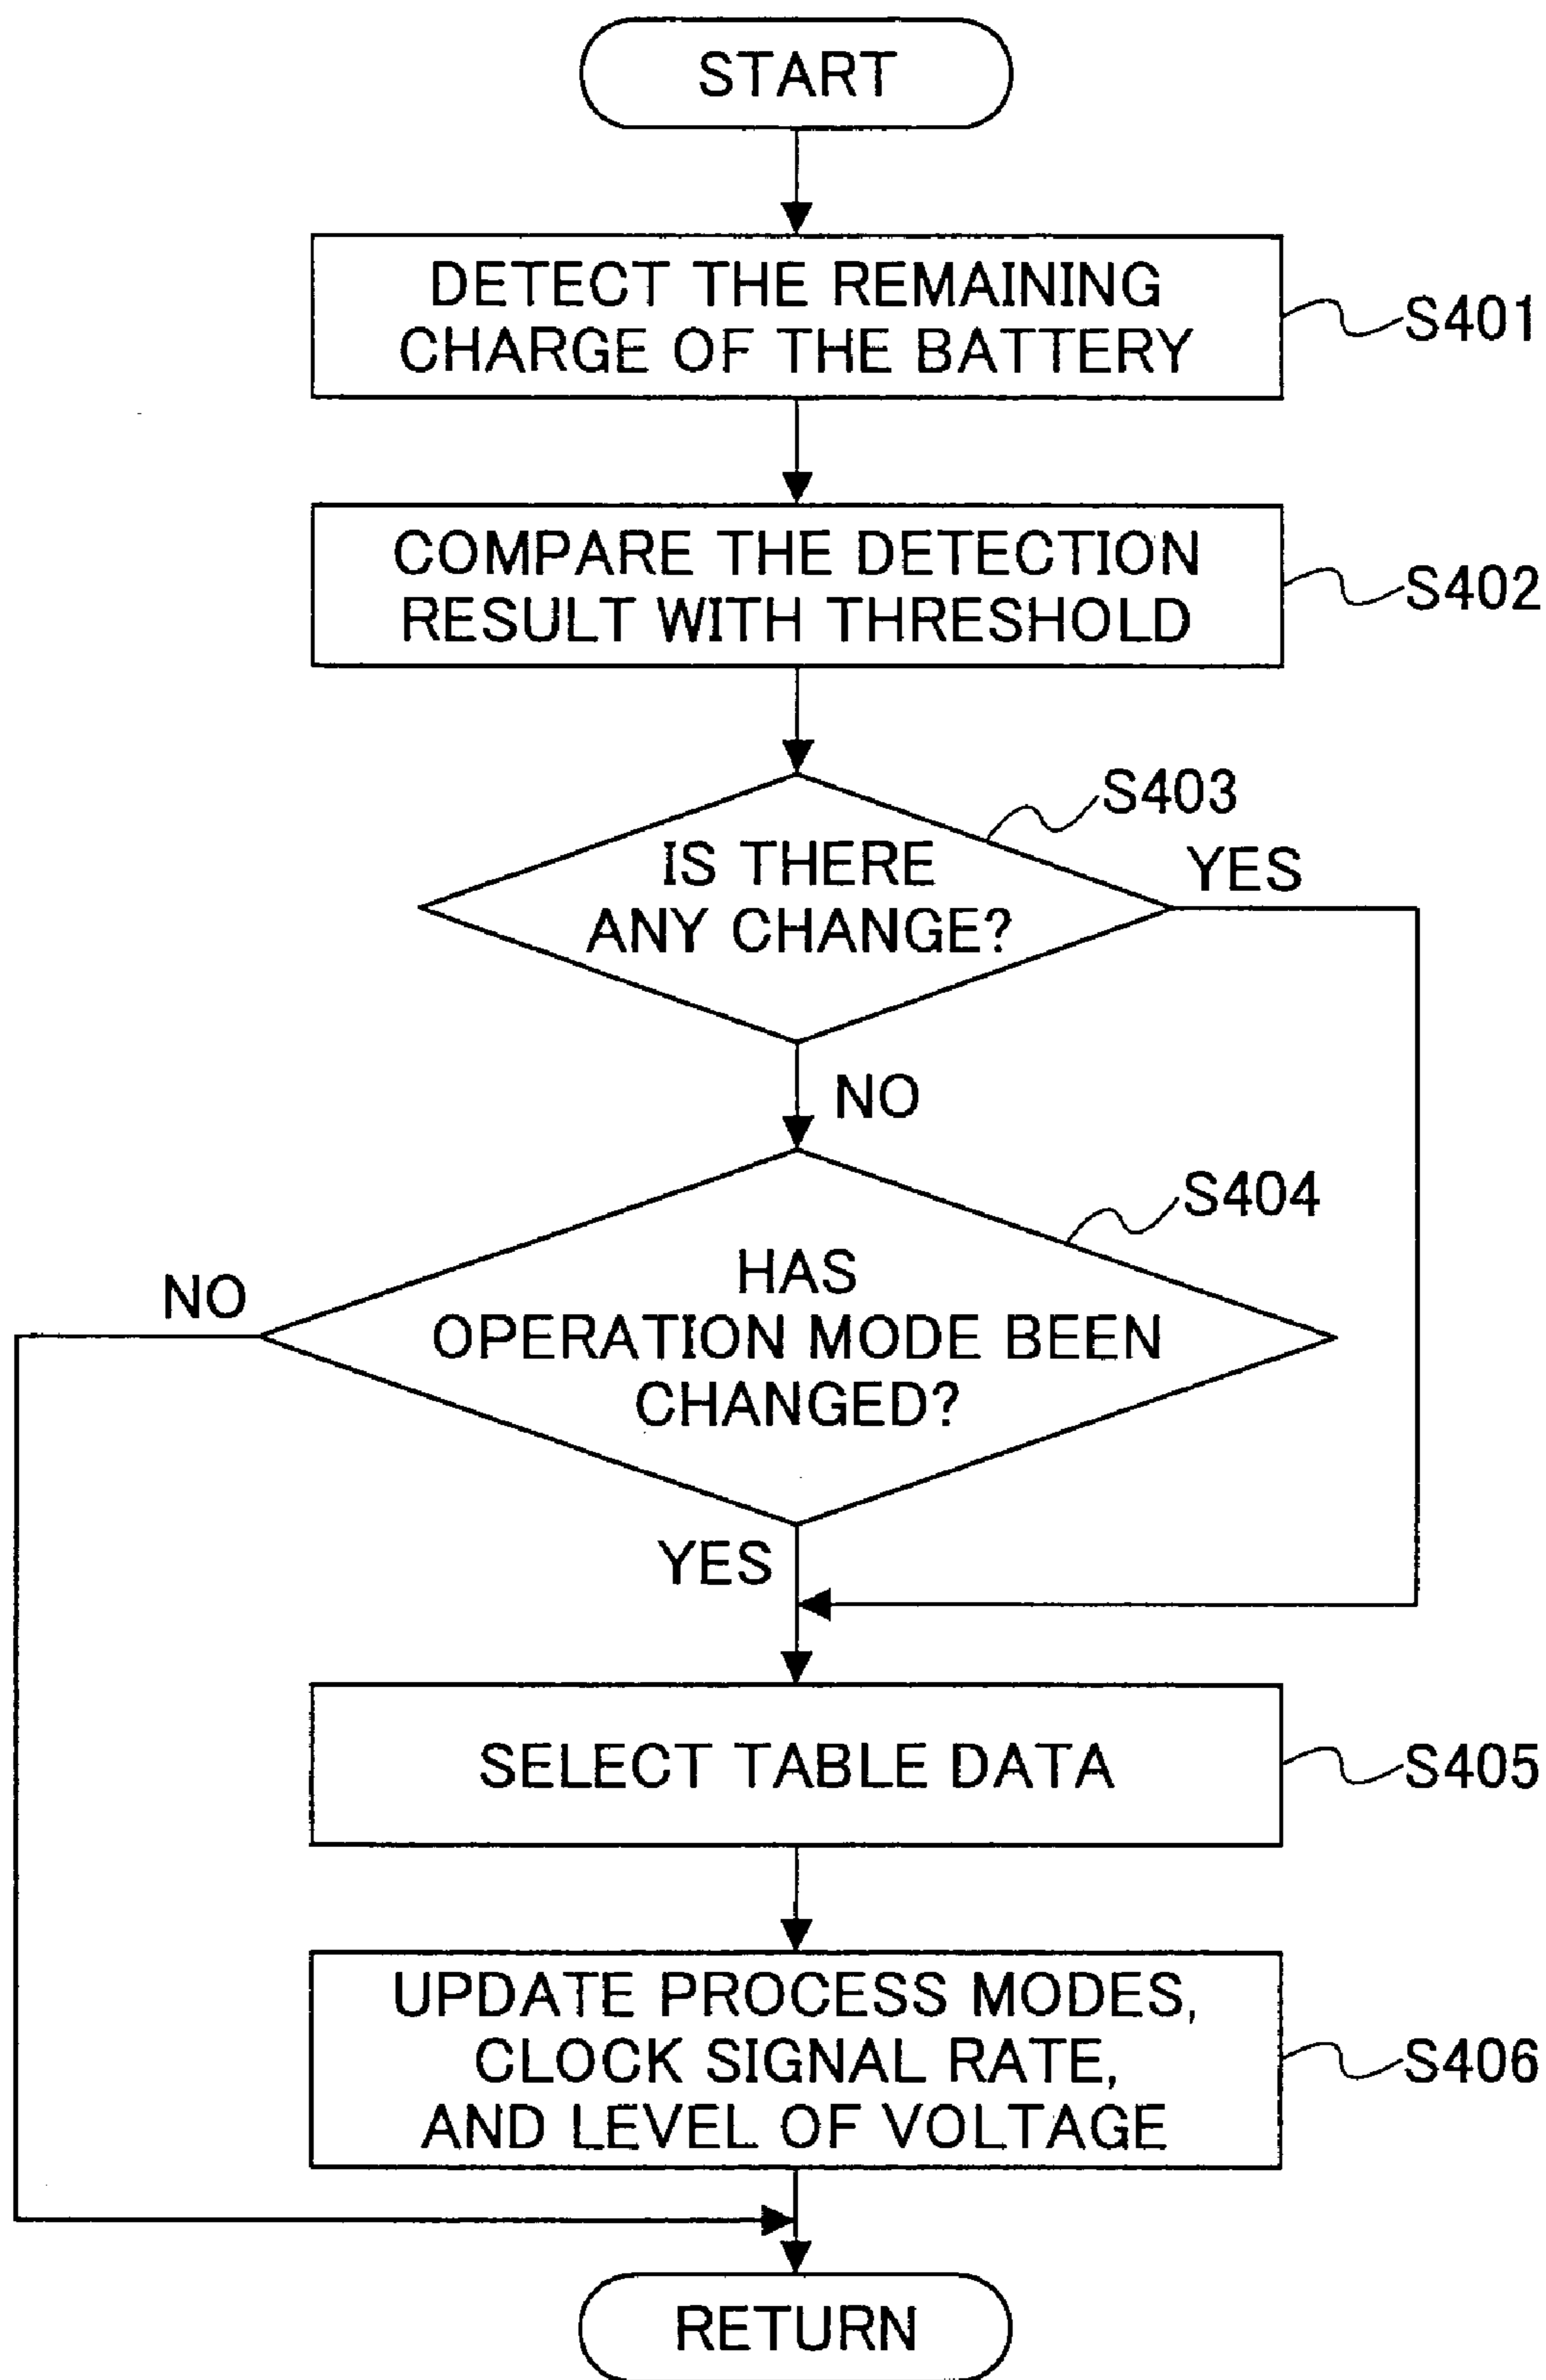 START
DETECT THE REMAINING
CHARGE OF THE BATTERY
S401
COMPARE THE DETECTION
RESULT WITH THRESHOLD
S402
S403
IS THERE
ANY CHANGE?
YES
NO
S404
HAS
OPERATION MODE BEEN
CHANGED?
NO
YES
SELECT TABLE DATA
S405
UPDATE PROCESS MODES,
CLOCK SIGNAL RATE,
AND LEVEL OF VOLTAGE
S406
RETURN